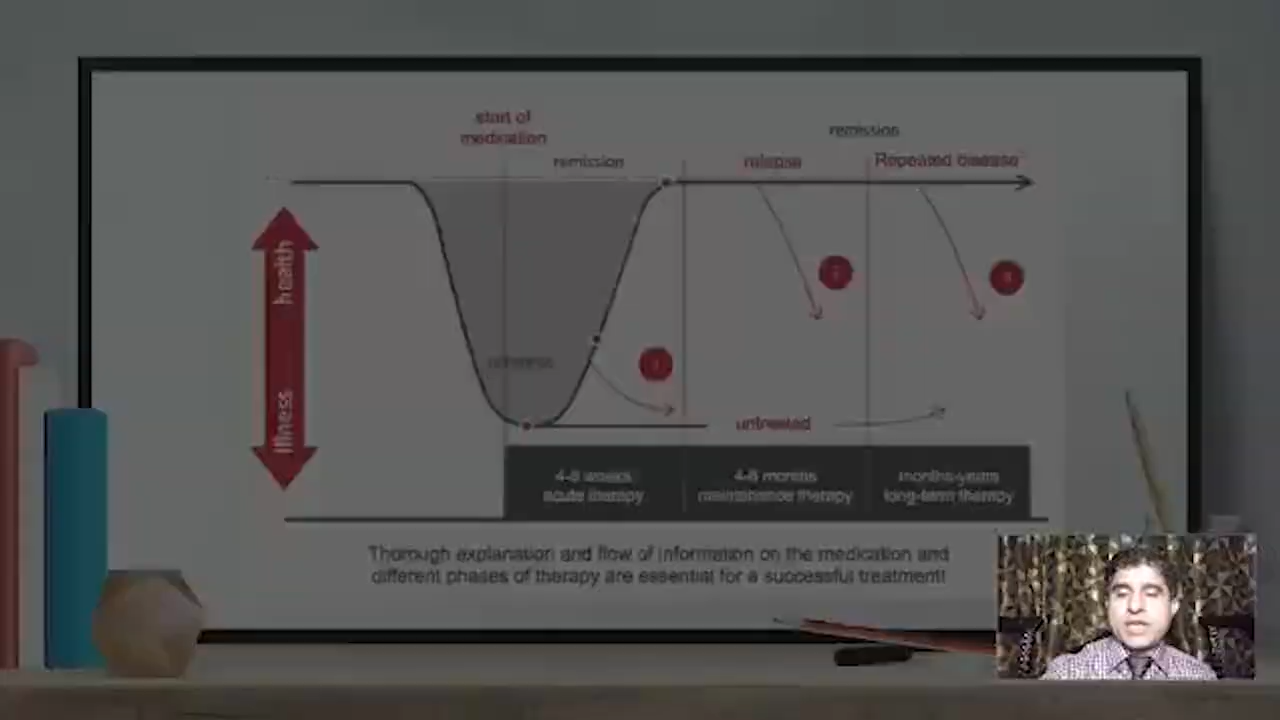 start of
medication
remission
remission
relapse
Repeated disease
health
illness
untreated
4-8 weeks
acute therapy
4-6 months
maintenance therapy
months-years
long-term therapy
Thorough explanation and flow of information on the medication and
different phases of therapy are essential for a successful treatment!